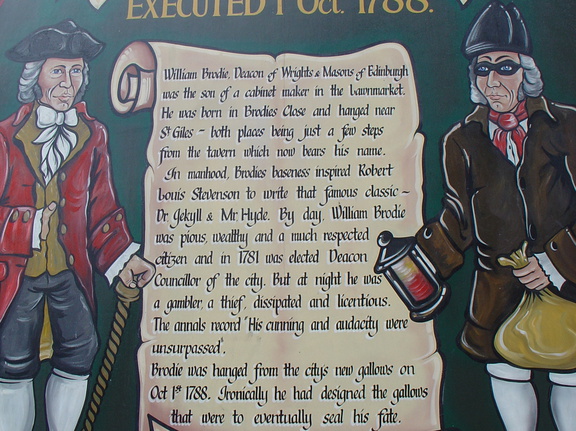 EXECUTED 1 Oct. 1788.
William Brodie, Deacon of Wrights & Masons of Edinburgh
was the son of a cabinet maker in the Lawnmarket.
He was born in Brodies Close and hanged near
St Giles ~ both places being just a few steps
from the tavern which now bears his name.
In manhood, Brodies baseness inspired Robert
Louis Stevenson to write that famous classic ~
Dr Jekyll & Mr Hyde. By day, William Brodie
was pious, wealthy and a much respected
citizen and in 1781 was elected Deacon
Councillor of the city. But at night he was
a gambler, a thief, dissipated and licentious.
The annals record 'His cunning and audacity were
unsurpassed'.
Brodie was hanged from the citys new gallows on
Oct 1st 1788. Ironically he had designed the gallows
that were to eventually seal his fate.